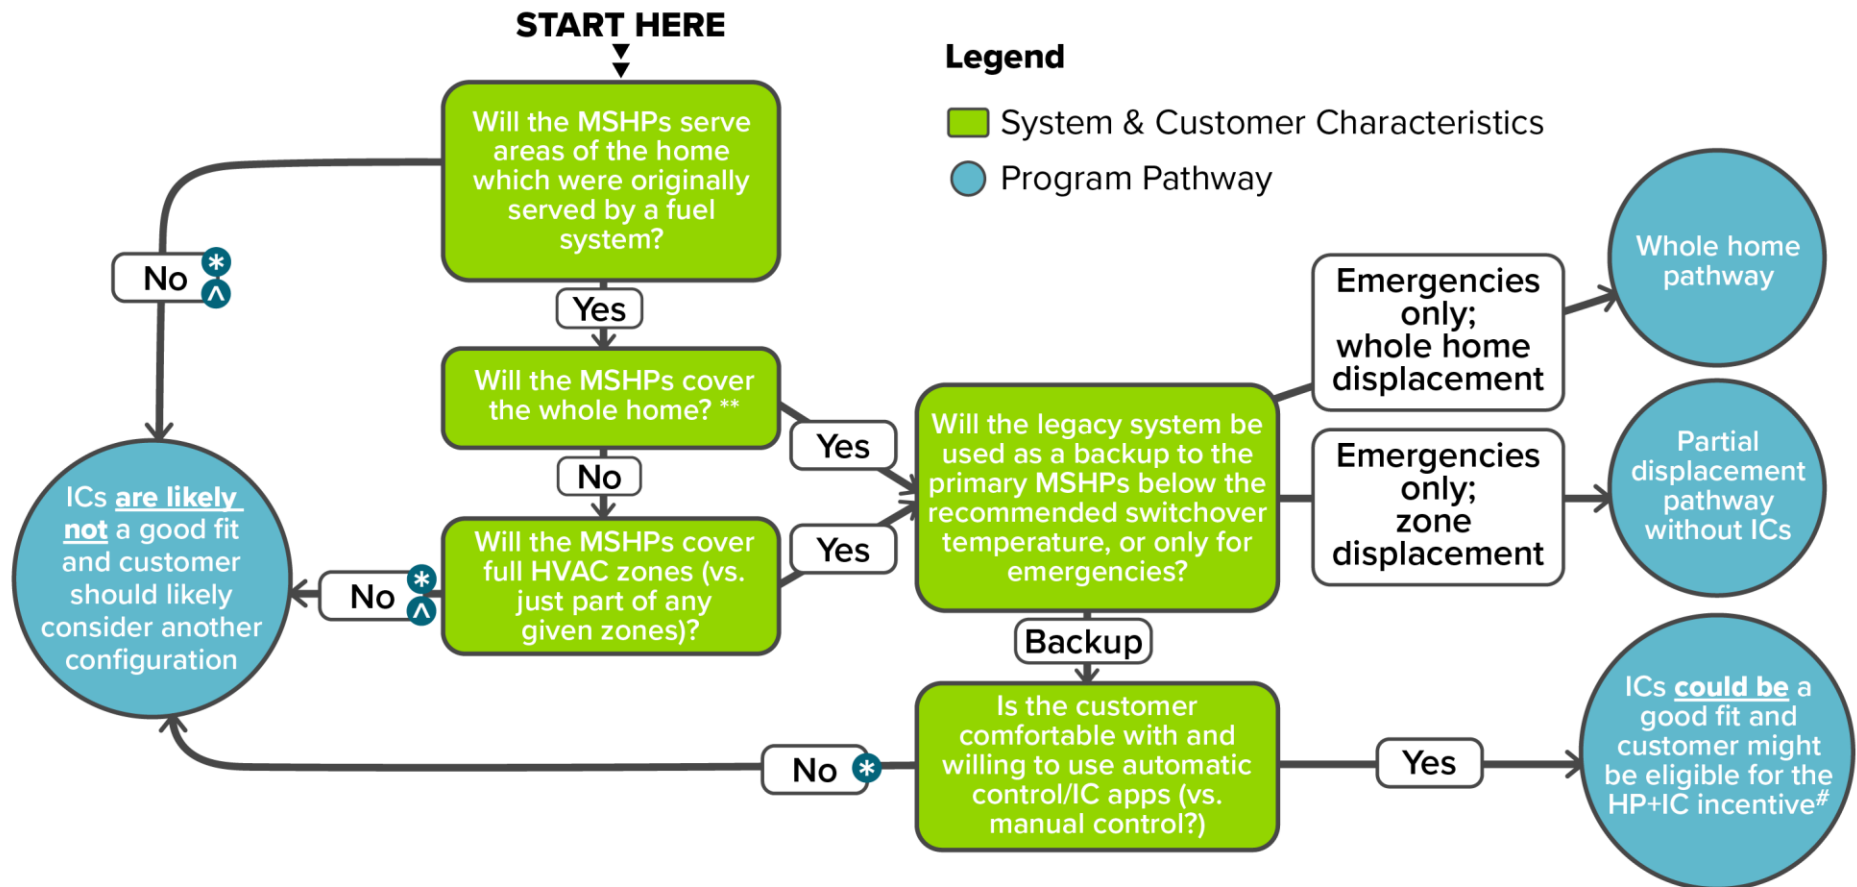 START HERE
Legend
System & Customer Characteristics
Program Pathway
Will the MSHPs serve
areas of the home
which were originally
served by a fuel
system?
No
*
^
Yes
Will the MSHPs cover
the whole home? **
Yes
No
Will the MSHPs cover
full HVAC zones (vs.
just part of any
given zones)?
Yes
No
*
^
ICs are likely
not a good fit
and customer
should likely
consider another
configuration
Will the legacy system be
used as a backup to the
primary MSHPs below the
recommended switchover
temperature, or only for
emergencies?
Emergencies
only;
whole home
displacement
Whole home
pathway
Emergencies
only;
zone
displacement
Partial
displacement
pathway
without ICs
Backup
Is the customer
comfortable with and
willing to use automatic
control/IC apps (vs.
manual control?)
No *
Yes
ICs could be a
good fit and
customer might
be eligible for the
HP+IC incentive#